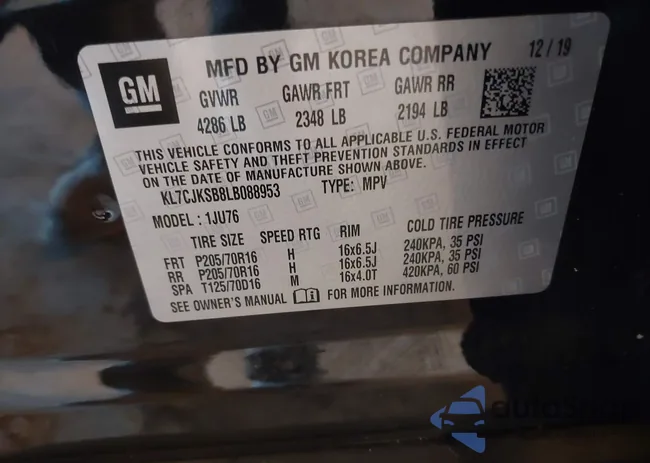 GM
MFD BY GM KOREA COMPANY 12/19
GVWR GAWR FRT GAWR RR
4286 LB 2348 LB 2194 LB
THIS VEHICLE CONFORMS TO ALL APPLICABLE U.S. FEDERAL MOTOR
VEHICLE SAFETY AND THEFT PREVENTION STANDARDS IN EFFECT
ON THE DATE OF MANUFACTURE SHOWN ABOVE.
KL7CJKSB8LB088953 TYPE: MPV
MODEL: 1JU76
TIRE SIZE SPEED RTG RIM COLD TIRE PRESSURE
FRT P205/70R16 H 16x6.5J 240KPA, 35 PSI
RR P205/70R16 H 16x6.5J 240KPA, 35 PSI
SPA T125/70D16 M 16x4.0T 420KPA, 60 PSI
SEE OWNER'S MANUAL FOR MORE INFORMATION.